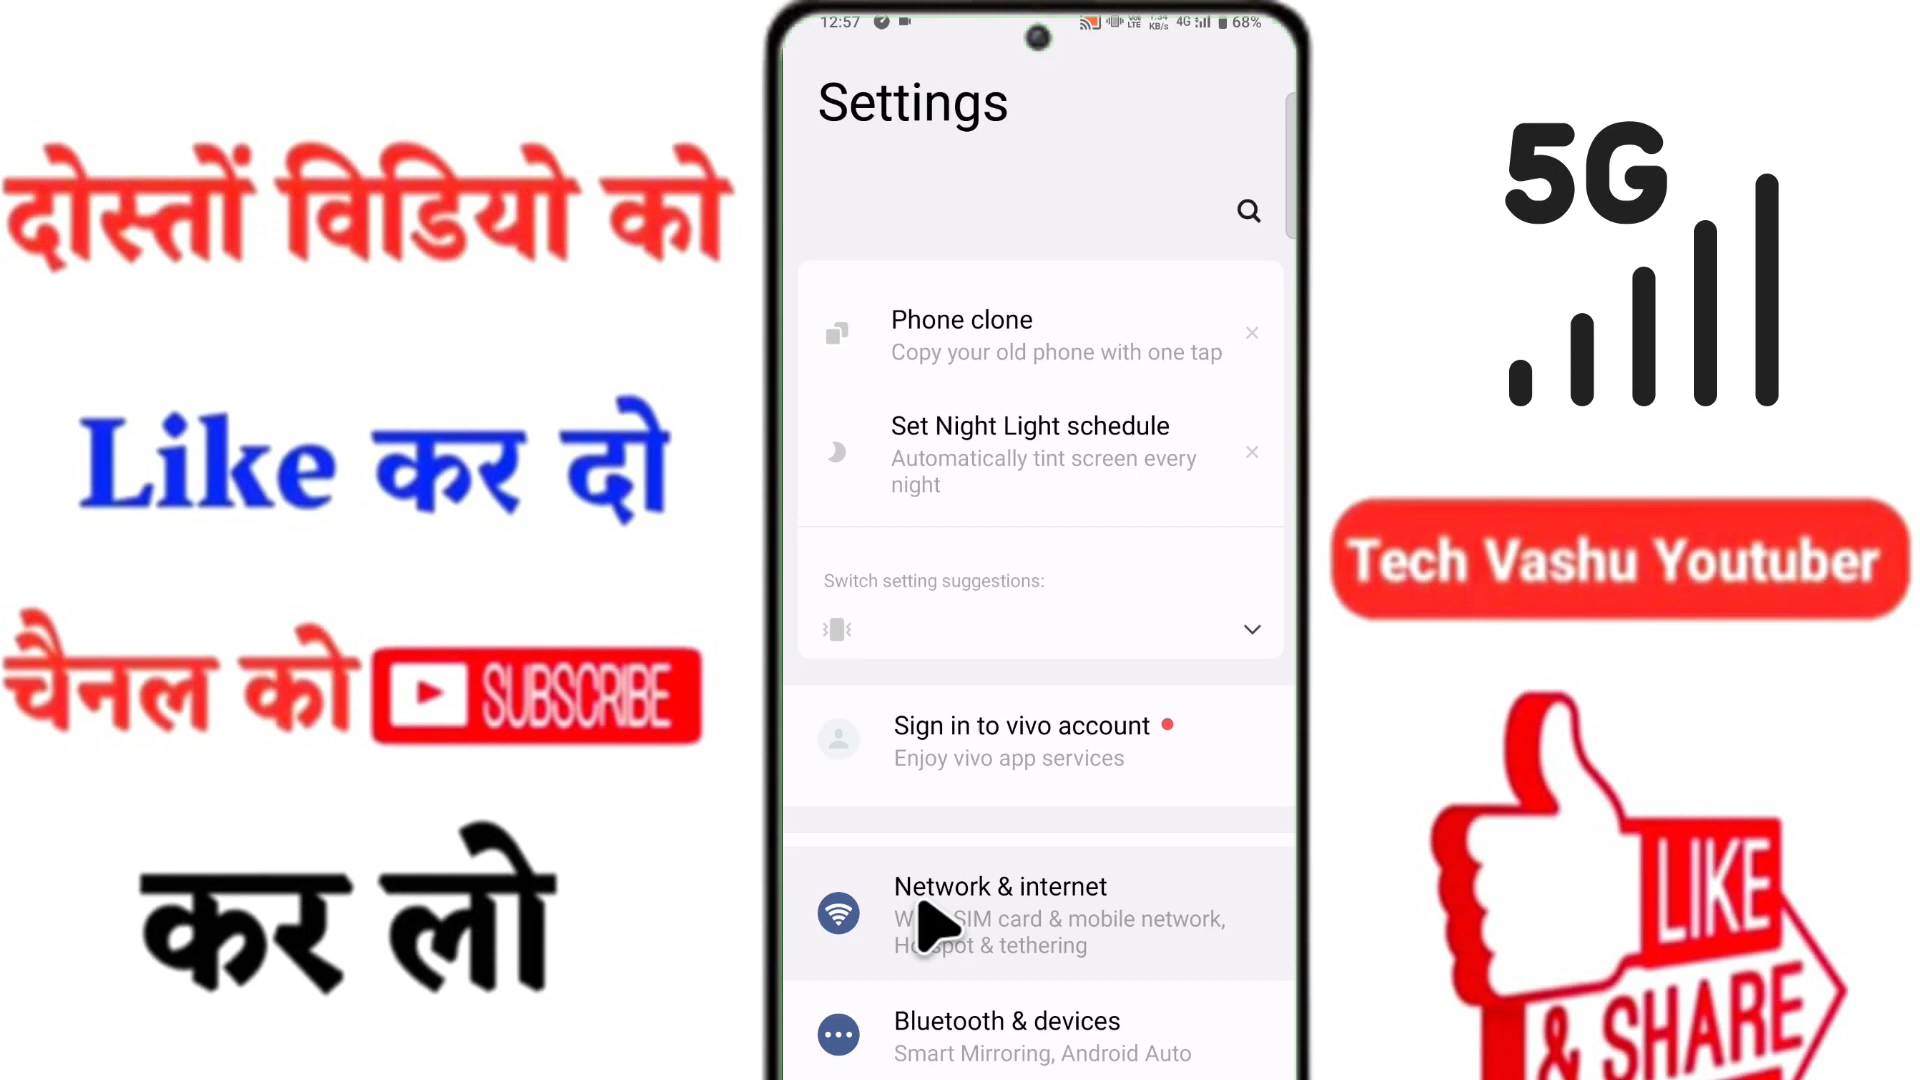 दोस्तों विडियो को
Like कर दो
चैनल को SUBSCRIBE
कर लो
12:57
4G 68%
Settings
Phone clone
Copy your old phone with one tap
Set Night Light schedule
Automatically tint screen every
night
Switch setting suggestions:
Sign in to vivo account
Enjoy vivo app services
Network & internet
SIM card & mobile network,
& tethering
Bluetooth & devices
Smart Mirroring, Android Auto
5G
Tech Vashu Youtuber
LIKE
& SHARE